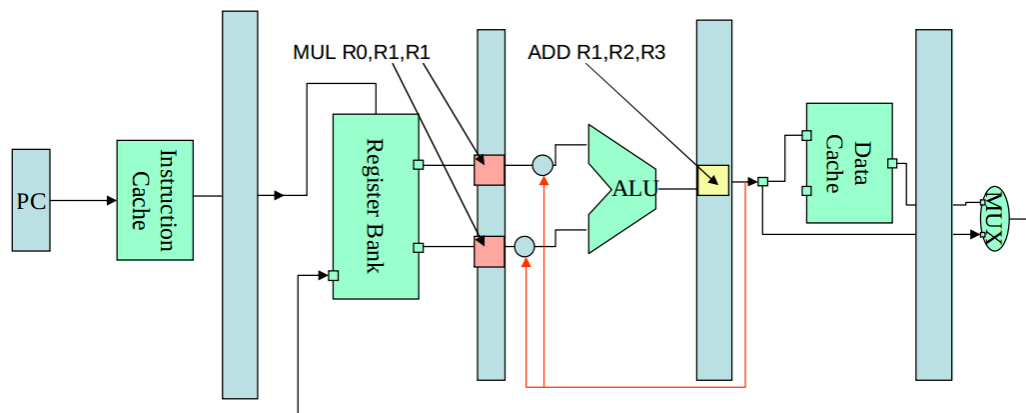 MUL R0,R1,R1
ADD R1,R2,R3
PC
Instruction
Cache
Register Bank
ALU
Data
Cache
MUX